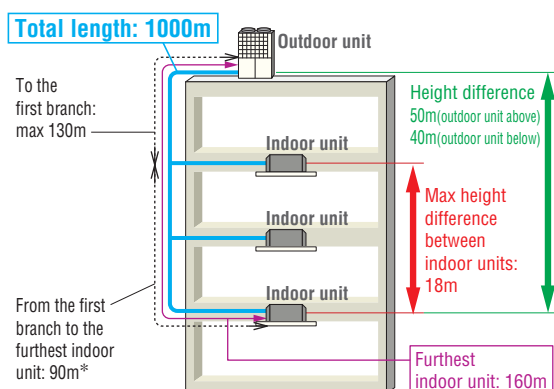 Total length: 1000m
Outdoor unit
To the
first branch:
max 130m
Height difference
50m(outdoor unit above)
40m(outdoor unit below)
Indoor unit
Max height
difference
between
indoor units:
18m
Indoor unit
Indoor unit
From the first
branch to the
furthest indoor
unit: 90m*
Furthest
indoor unit: 160m